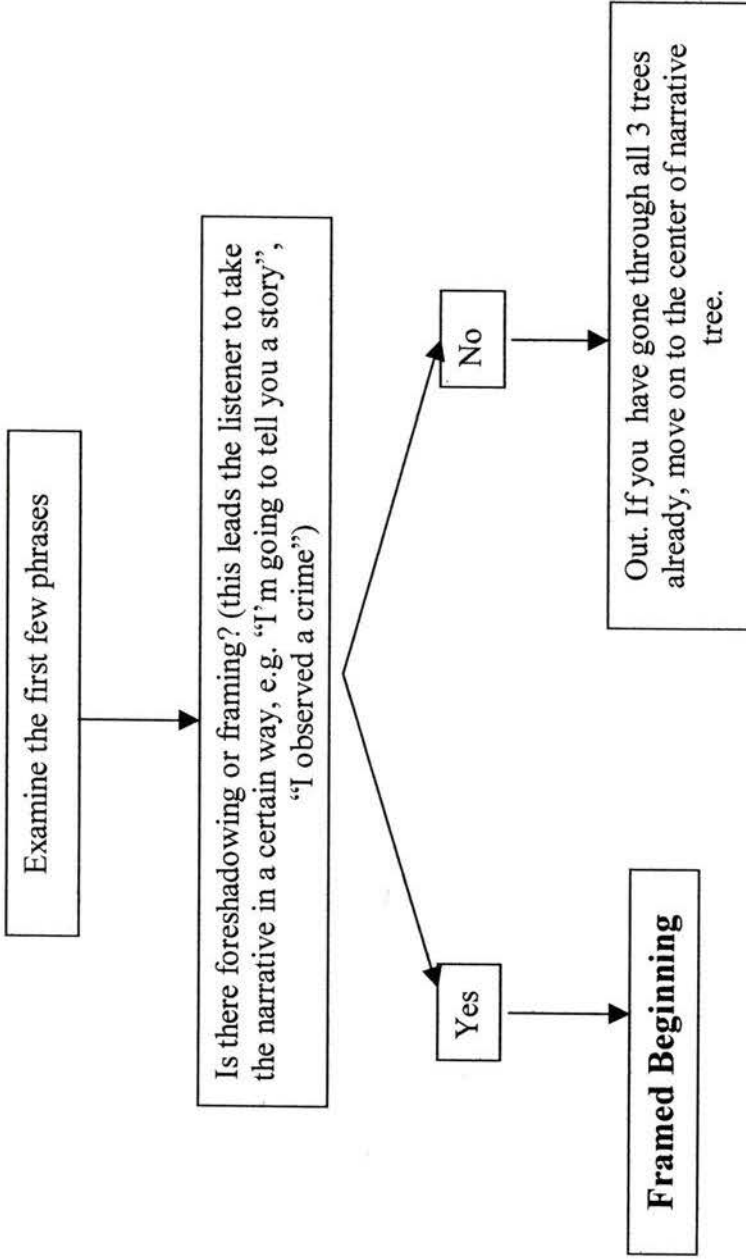 Examine the first few phrases
Is there foreshadowing or framing? (this leads the listener to take
the narrative in a certain way, e.g. “I’m going to tell you a story”,
“I observed a crime”)
Yes
No
Framed Beginning
Out. If you have gone through all 3 trees
already, move on to the center of narrative
tree.